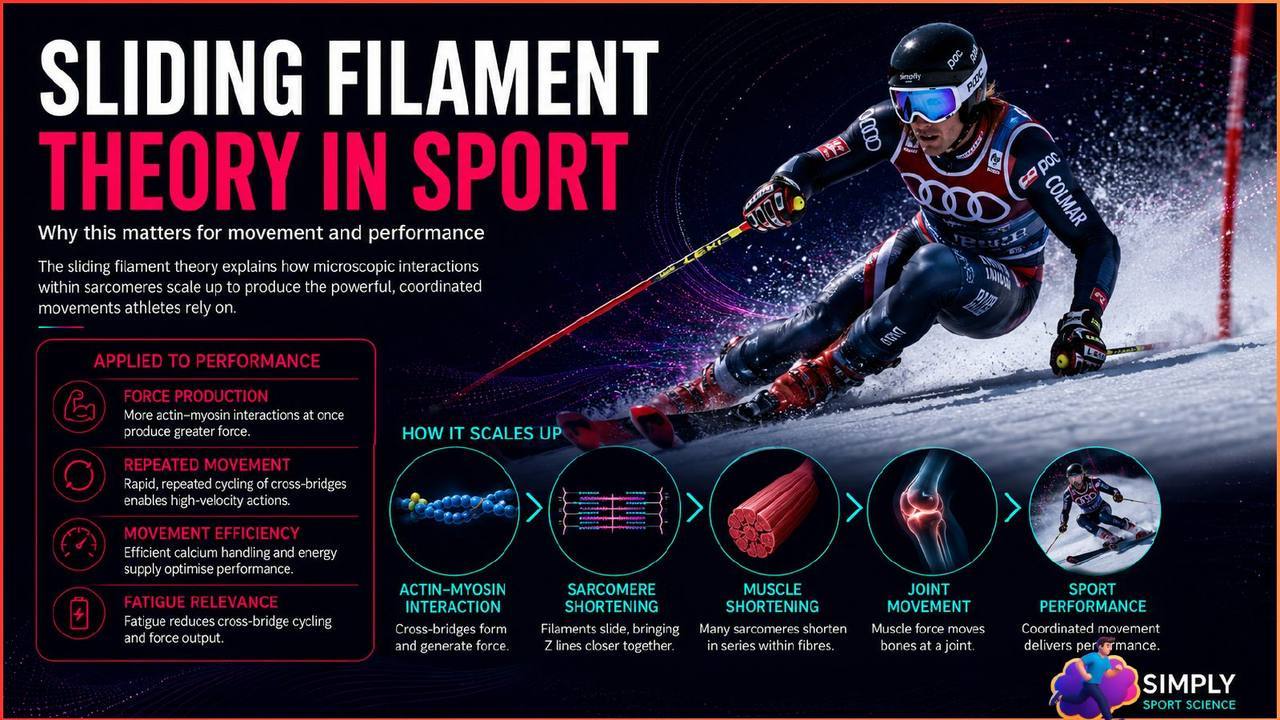 SLIDING FILAMENT
THEORY IN SPORT
Why this matters for movement and performance
The sliding filament theory explains how microscopic interactions
within sarcomeres scale up to produce the powerful, coordinated
movements athletes rely on.
APPLIED TO PERFORMANCE
FORCE PRODUCTION
More actin–myosin interactions at once
produce greater force.
REPEATED MOVEMENT
Rapid, repeated cycling of cross-bridges
enables high-velocity actions.
MOVEMENT EFFICIENCY
Efficient calcium handling and energy
supply optimise performance.
FATIGUE RELEVANCE
Fatigue reduces cross-bridge cycling
and force output.
HOW IT SCALES UP
ACTIN–MYOSIN
INTERACTION
Cross-bridges form
and generate force.
SARCOMERE
SHORTENING
Filaments slide, bringing
Z lines closer together.
MUSCLE
SHORTENING
Many sarcomeres shorten
in series within fibres.
JOINT
MOVEMENT
Muscle force moves
bones at a joint.
SPORT
PERFORMANCE
Coordinated movement
delivers performance.
poc
poc
COLMAR
SIMPLY
SPORT SCIENCE